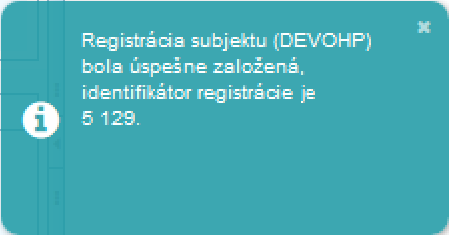 Registrácia subjektu (DEVOHP)
bola úspešne založená,
identifikátor registrácie je
5 129.